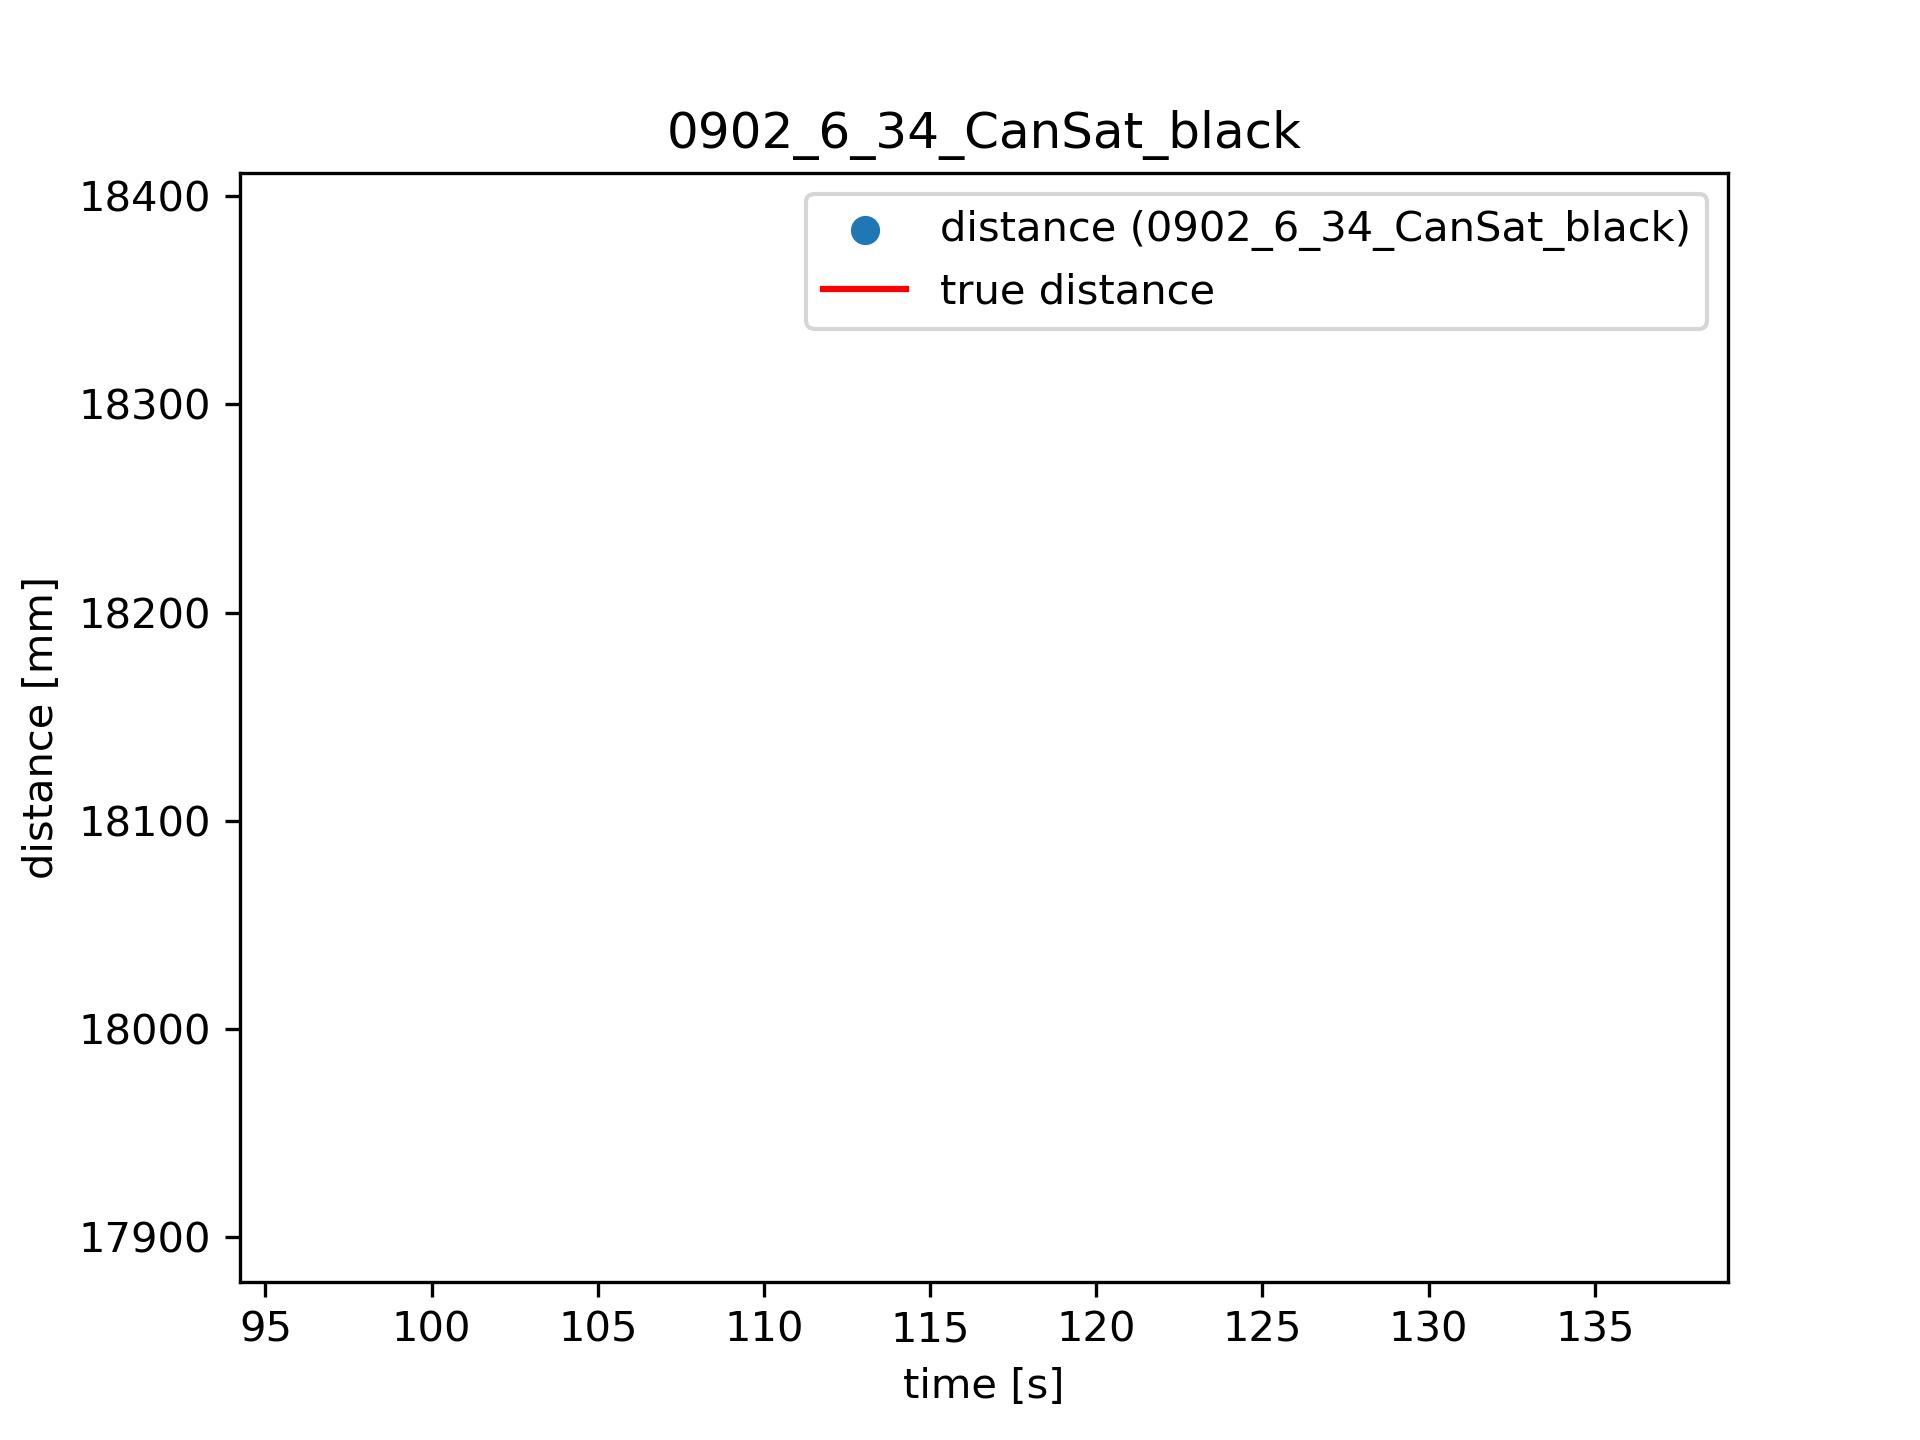 0902_6_34_CanSat_black
distance (0902_6_34_CanSat_black)
true distance
distance [mm]
18400
18300
18200
18100
18000
17900
95 100 105 110 115 120 125 130 135
time [s]